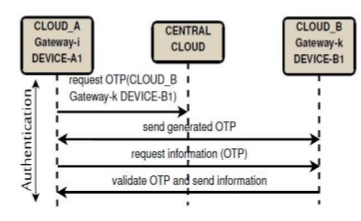 CLOUD_A
Gateway-i
DEVICE-A1
CENTRAL
CLOUD
CLOUD_B
Gateway-k
DEVICE-B1
request OTP(CLOUD_B
Gateway-k DEVICE-B1)
send generated OTP
request information (OTP)
validate OTP and send information
Authentication